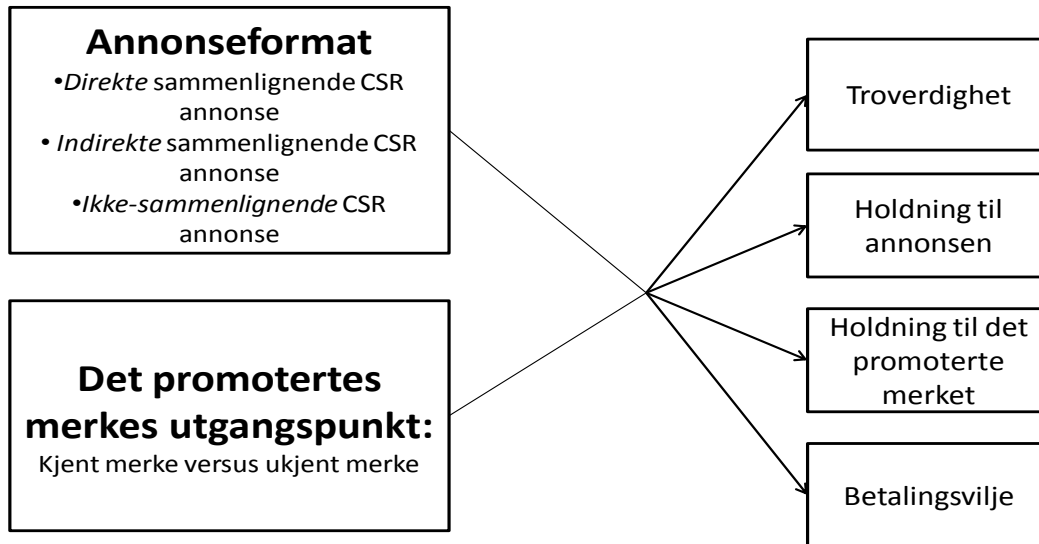 Annonseformat
•Direkte sammenlignende CSR
annonse
• Indirekte sammenlignende CSR
annonse
•Ikke-sammenlignende CSR
annonse
Det promotertes
merkes utgangspunkt:
Kjent merke versus ukjent merke
Troverdighet
Holdning til
annonsen
Holdning til det
promoterte
merket
Betalingsvilje